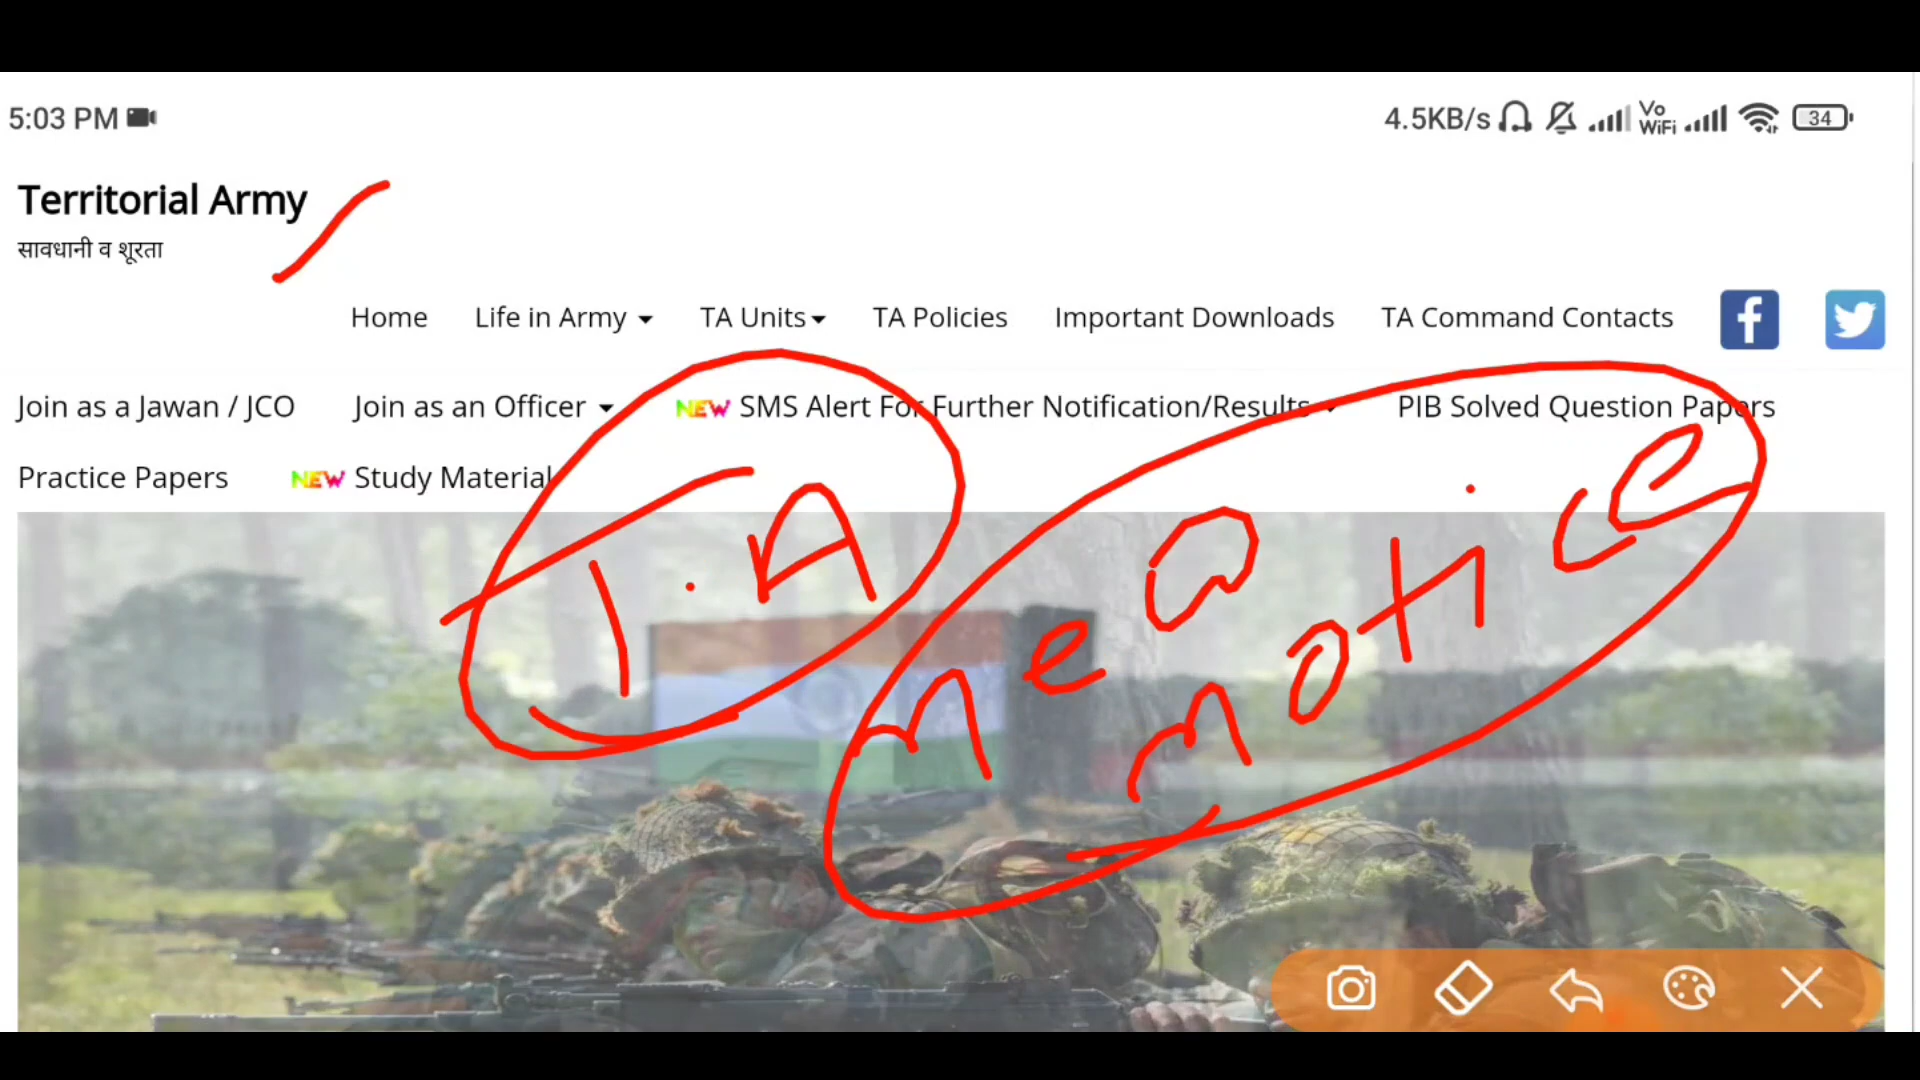 5:03 PM 4.5KB/s Vo WiFi 34
Territorial Army
सावधानी व शूरता
Home Life in Army TA Units TA Policies Important Downloads TA Command Contacts
Join as a Jawan / JCO Join as an Officer NEW SMS Alert For Further Notification/Results PIB Solved Question Papers
Practice Papers NEW Study Material
T.A
notice